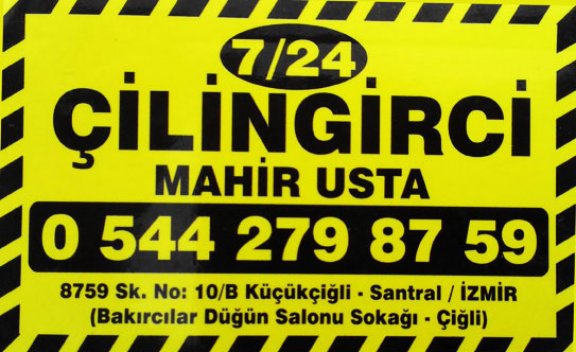 7/24
ÇİLİNGİRCİ
MAHİR USTA
0 544 279 87 59
8759 Sk. No: 10/B Küçükçiğli - Santral / İZMİR
(Bakırcılar Düğün Salonu Sokağı - Çiğli)